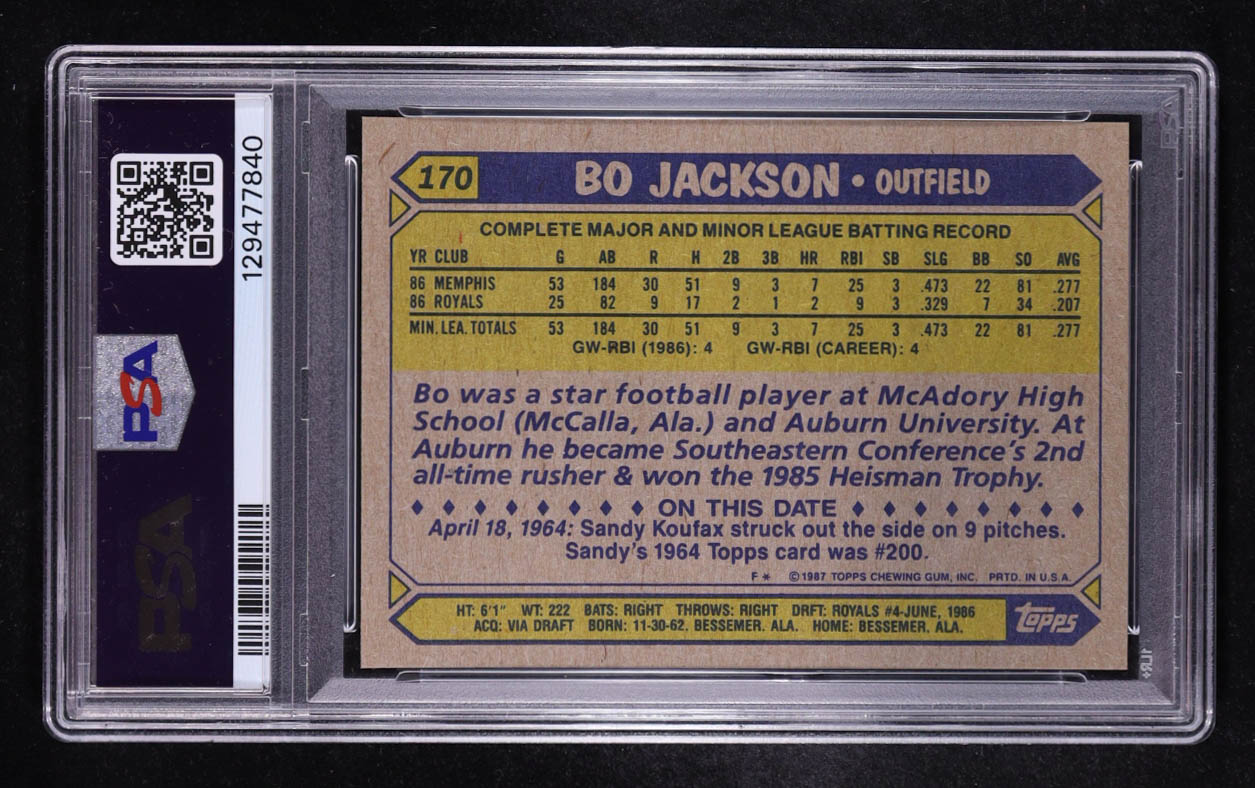 129477840
PSA
PSA
170 BO JACKSON • OUTFIELD
COMPLETE MAJOR AND MINOR LEAGUE BATTING RECORD
YR CLUB G AB R H 2B 3B HR RBI SB SLG BB SO AVG
86 MEMPHIS 53 184 30 51 9 3 7 25 3 .473 22 81 .277
86 ROYALS 25 82 9 17 2 1 2 9 3 .329 7 34 .207
MIN. LEA. TOTALS 53 184 30 51 9 3 7 25 3 .473 22 81 .277
GW-RBI (1986): 4 GW-RBI (CAREER): 4
Bo was a star football player at McAdory High
School (McCalla, Ala.) and Auburn University. At
Auburn he became Southeastern Conference's 2nd
all-time rusher & won the 1985 Heisman Trophy.
♦ ♦ ♦ ♦ ♦ ♦ ♦ ♦ ON THIS DATE ♦ ♦ ♦ ♦ ♦ ♦ ♦ ♦
April 18, 1964: Sandy Koufax struck out the side on 9 pitches.
Sandy's 1964 Topps card was #200.
F * ©1987 TOPPS CHEWING GUM, INC. PRTD. IN U.S.A.
HT: 6'1" WT: 222 BATS: RIGHT THROWS: RIGHT DRFT: ROYALS #4-JUNE, 1986
ACQ: VIA DRAFT BORN: 11-30-62, BESSEMER, ALA. HOME: BESSEMER, ALA.
topps